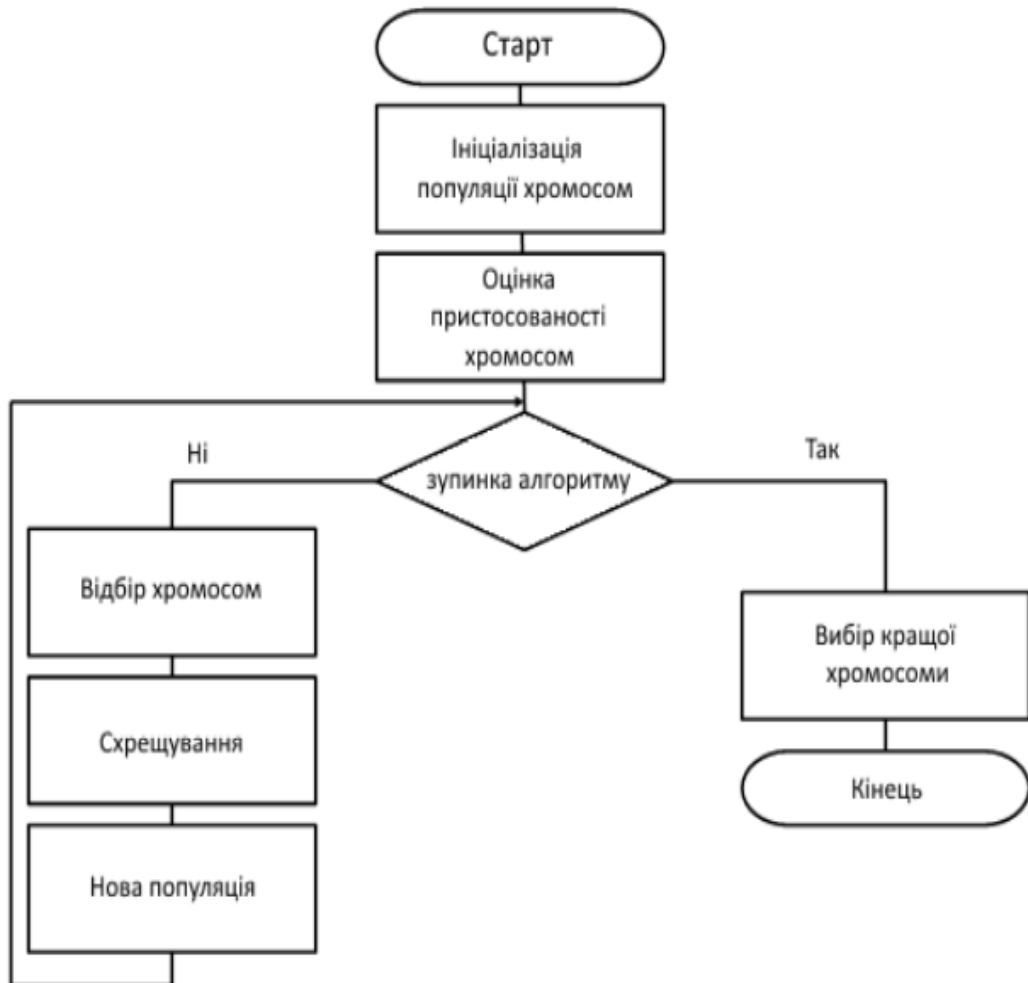 Старт
Ініціалізація
популяції хромосом
Оцінка
пристосованості
хромосом
Ні
Так
зупинка алгоритму
Відбір хромосом
Вибір кращої
хромосоми
Схрещування
Кінець
Нова популяція